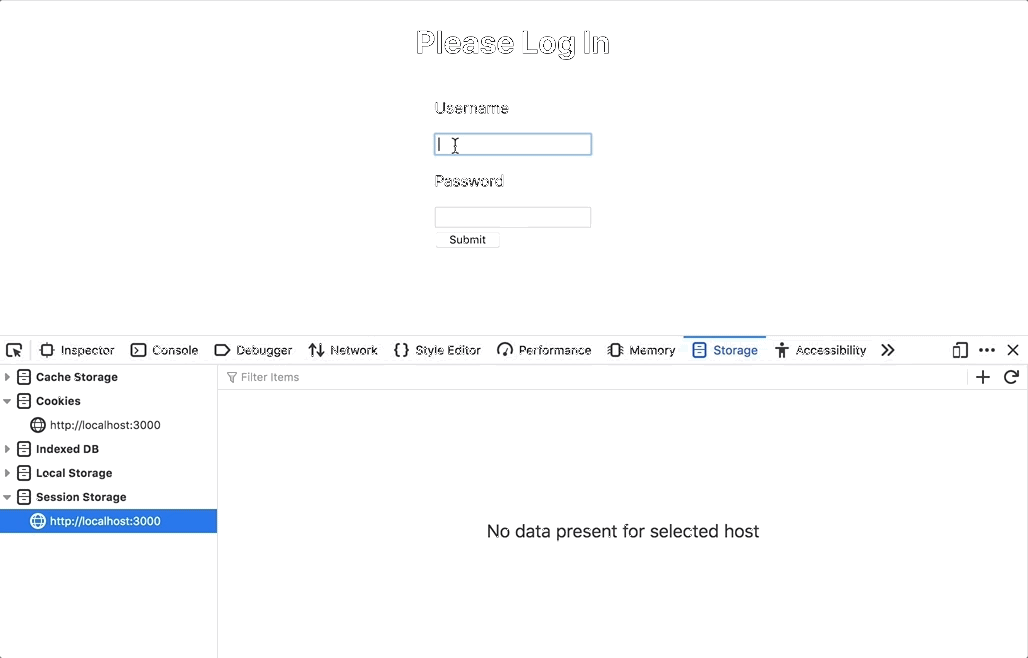 Please Log In
Username
Password
Submit
Inspector Console Debugger Network Style Editor Performance Memory Storage Accessibility
Cache Storage
Filter Items
Cookies
http://localhost:3000
Indexed DB
Local Storage
Session Storage
http://localhost:3000
No data present for selected host